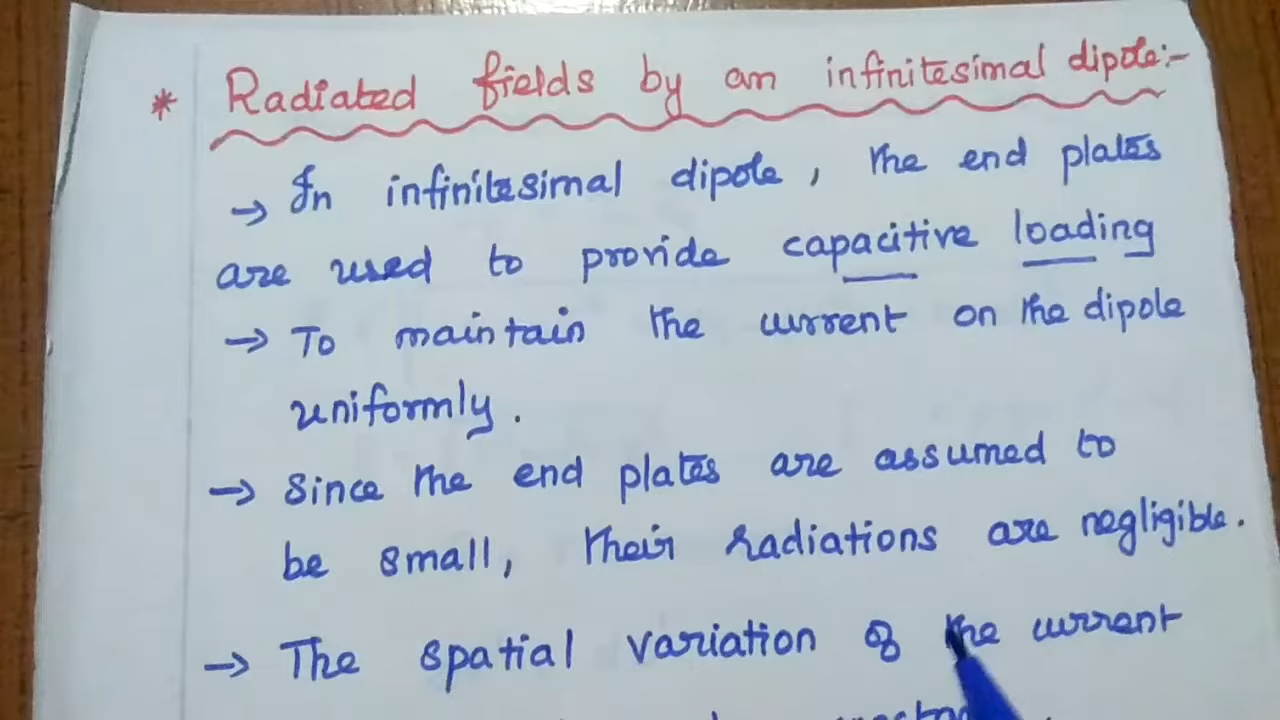 * Radiated fields by an infinitesimal dipole:-
→ In infinitesimal dipole, the end plates
are used to provide capacitive loading
→ To maintain the current on the dipole
uniformly.
→ Since the end plates are assumed to
be small, their radiations are negligible.
→ The spatial variation of the current